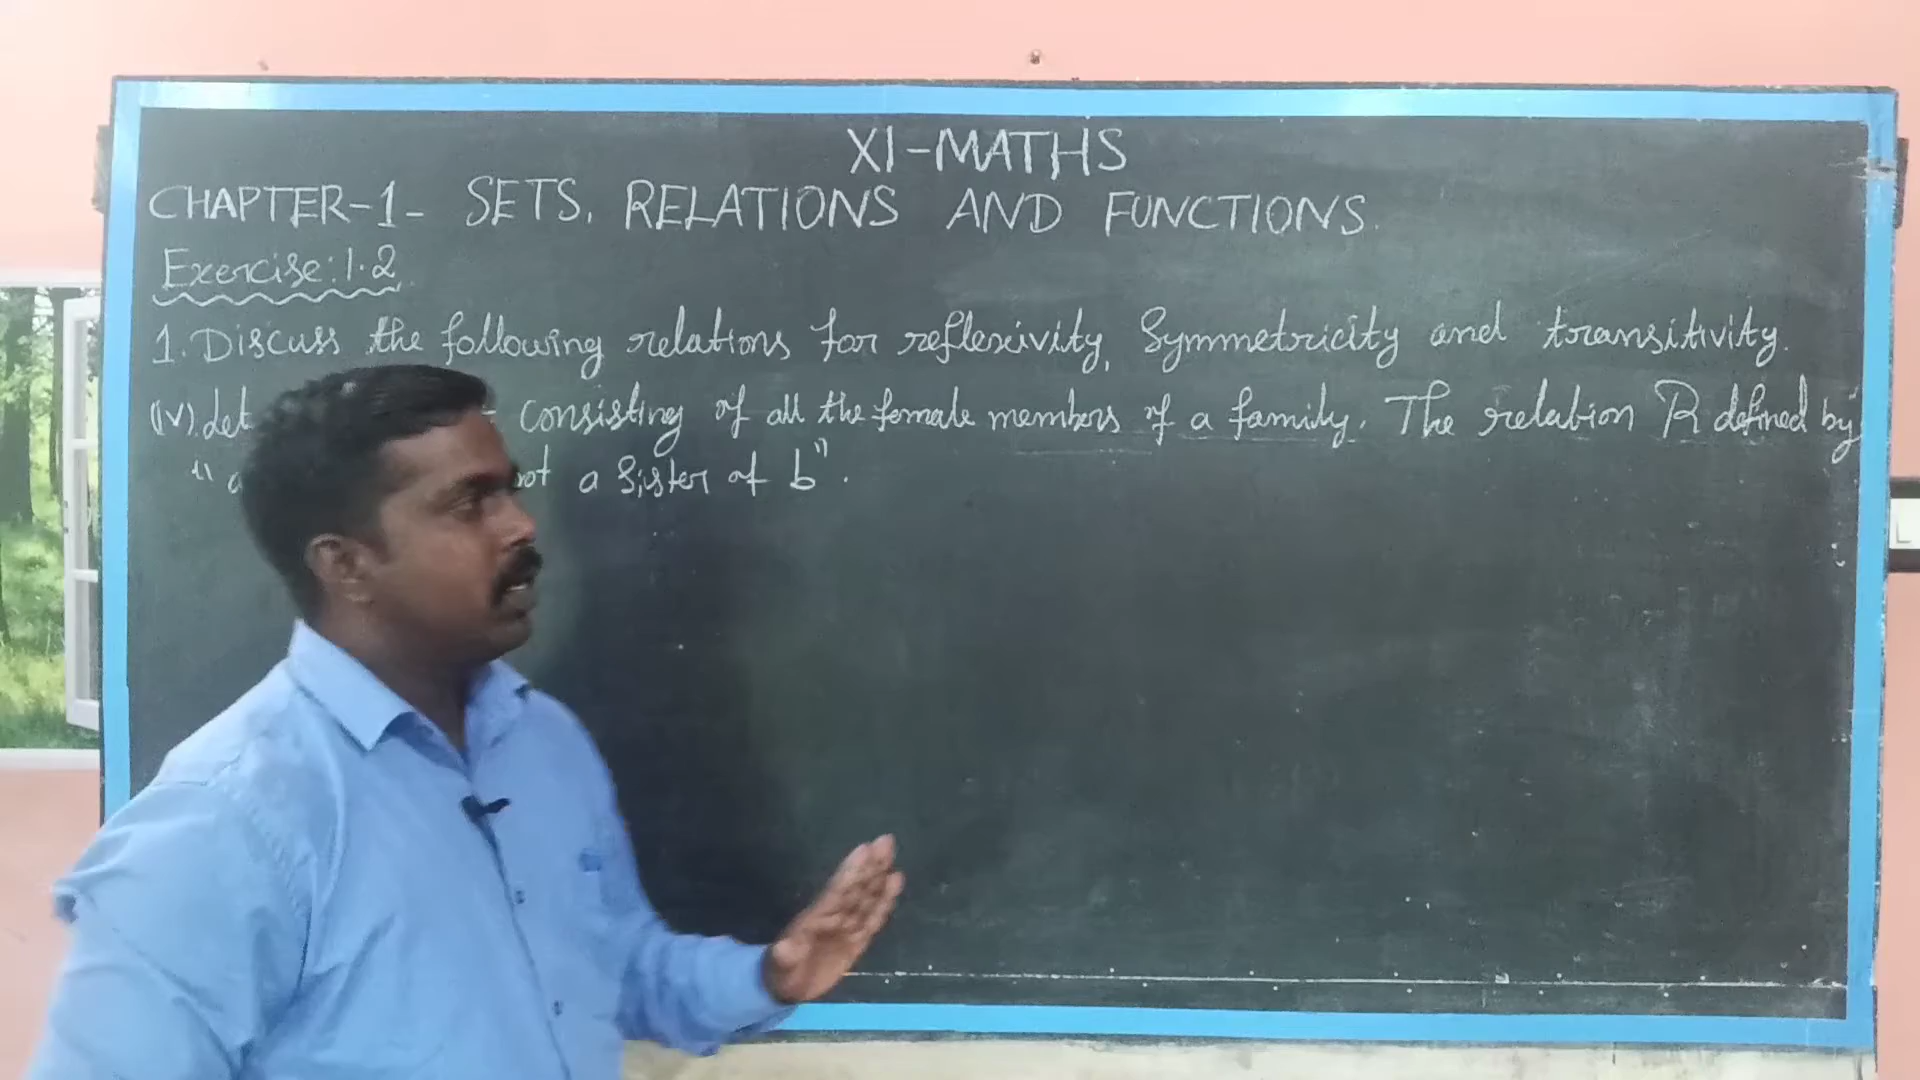 XI-MATHS
CHAPTER-1- SETS, RELATIONS AND FUNCTIONS.
Exercise:1.2
1. Discuss the following relations for reflexivity, Symmetricity and transitivity.
(iv). Let consisting of all the female members of a family. The relation R defined by
"a not a Sister of b".